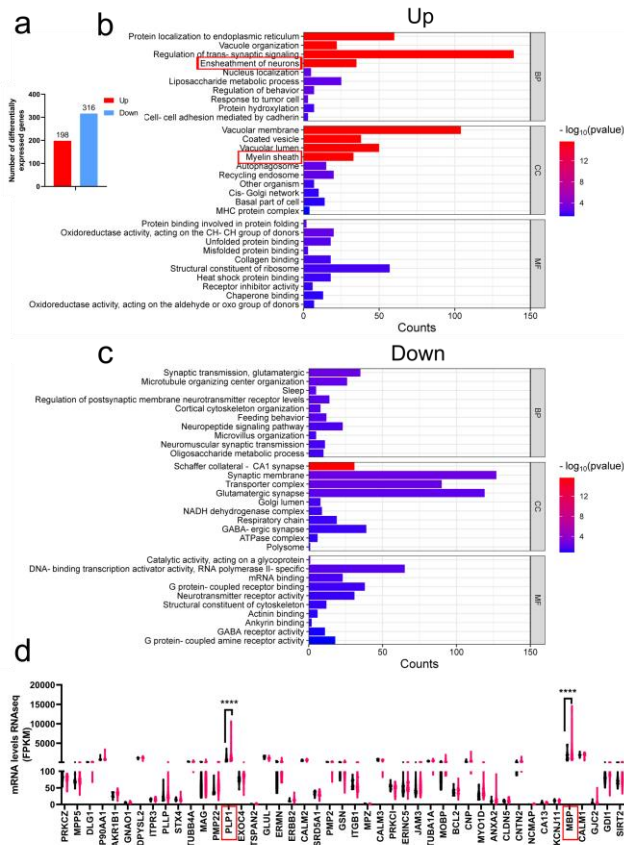 a
b
Up
Protein localization to endoplasmic reticulum
Vacuole organization
Regulation of trans- synaptic signaling
Ensheathment of neurons
Nucleus localization
Liposaccharide metabolic process
Regulation of behavior
Response to tumor cell
Protein hydroxylation
Cell- cell adhesion mediated by cadherin
BP
Vacuolar membrane
Coated vesicle
Vacuolar lumen
Myelin sheath
Autophagosome
Recycling endosome
Other organism
Cis- Golgi network
Basal part of cell
MHC protein complex
CC
Protein binding involved in protein folding
Oxidoreductase activity, acting on the CH- CH group of donors
Unfolded protein binding
Misfolded protein binding
Collagen binding
Structural constituent of ribosome
Heat shock protein binding
Receptor inhibitor activity
Chaperone binding
Oxidoreductase activity, acting on the aldehyde or oxo group of donors
MF
0 50 100 150
Counts
- log10(pvalue)
12
8
4
Number of differentially
expressed genes
400
300
200
100
0
198
316
Up
Down
c
Down
Synaptic transmission, glutamatergic
Microtubule organizing center organization
Sleep
Regulation of postsynaptic membrane neurotransmitter receptor levels
Cortical cytoskeleton organization
Feeding behavior
Neuropeptide signaling pathway
Microvillus organization
Neuromuscular synaptic transmission
Oligosaccharide metabolic process
BP
Schaffer collateral - CA1 synapse
Synaptic membrane
Transporter complex
Glutamatergic synapse
Golgi lumen
NADH dehydrogenase complex
Respiratory chain
GABA- ergic synapse
ATPase complex
Polysome
CC
Catalytic activity, acting on a glycoprotein
DNA- binding transcription activator activity, RNA polymerase II- specific
mRNA binding
G protein- coupled receptor binding
Neurotransmitter receptor activity
Structural constituent of cytoskeleton
Actinin binding
Ankyrin binding
GABA receptor activity
G protein- coupled amine receptor activity
MF
0 50 100 150
Counts
- log10(pvalue)
12
8
4
d
mRNA levels RNAseq
(FPKM)
20000
15000
10000
5000
100
50
0
****
****
PRKCZ
MPP5
DLG1
P90AA1
AKR1B1
GNAO1
DPYSL2
ITPR3
PLLP
STX4
TUBB4A
MAG
PMP22
PLP1
EXOC4
TSPAN2
GLUL
ERMN
ERBB2
CALM2
SRD5A1
PMP2
GSN
ITGB1
MPZ
CALM3
PRKCI
ERINC5
JAM3
TUBA1A
MOBP
BCL2
CNP
MYO1D
ANXA2
CLDN5
CNTN2
NCMAP
CA13
KCNJ11
MBP
CALM1
GJC2
GDI1
SIRT2